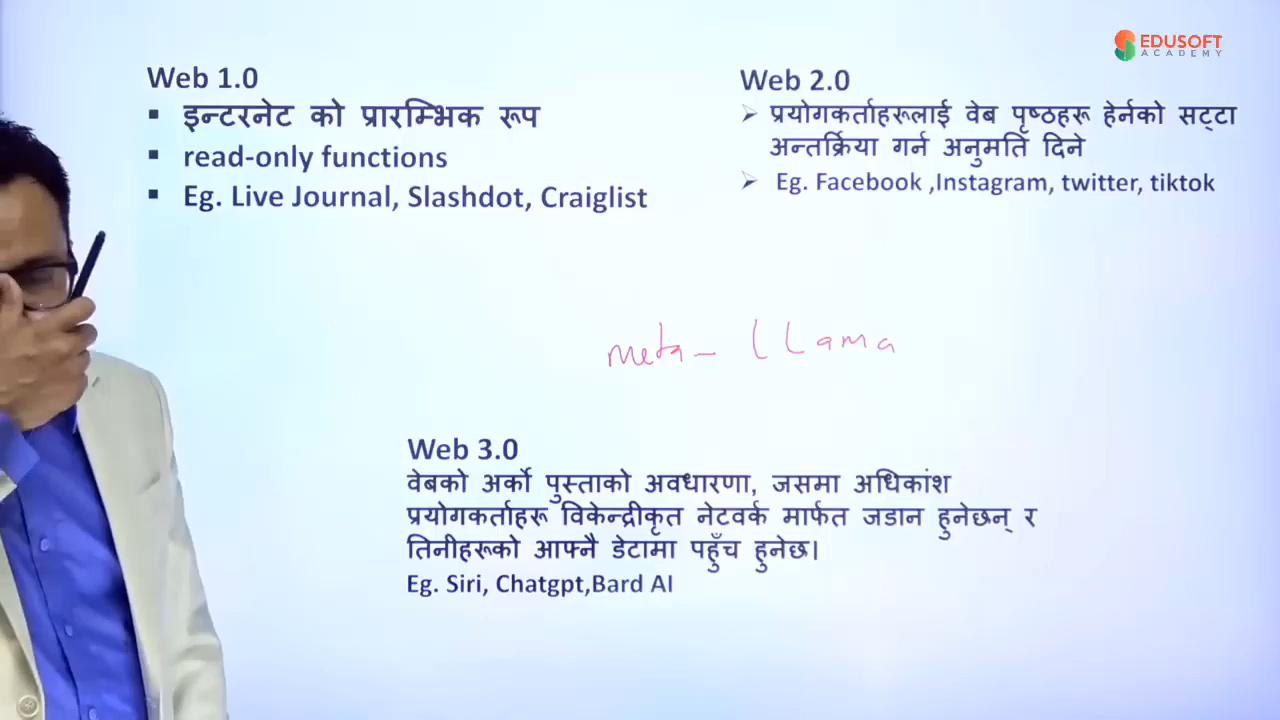 EDUSOFT
ACADEMY
Web 1.0
▪ इन्टरनेट को प्रारम्भिक रूप
▪ read-only functions
▪ Eg. Live Journal, Slashdot, Craiglist
Web 2.0
➢ प्रयोगकर्ताहरूलाई वेब पृष्ठहरू हेर्नको सट्टा
अन्तर्क्रिया गर्न अनुमति दिने
➢ Eg. Facebook ,Instagram, twitter, tiktok
meta - LLama
Web 3.0
वेबको अर्को पुस्ताको अवधारणा, जसमा अधिकांश
प्रयोगकर्ताहरू विकेन्द्रीकृत नेटवर्क मार्फत जडान हुनेछन् र
तिनीहरूको आफ्नै डेटामा पहुँच हुनेछ।
Eg. Siri, Chatgpt,Bard AI